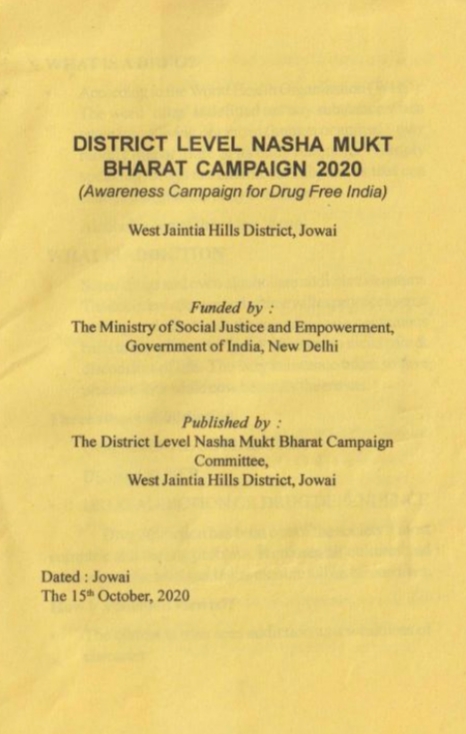 DISTRICT LEVEL NASHA MUKT
BHARAT CAMPAIGN 2020
(Awareness Campaign for Drug Free India)
West Jaintia Hills District, Jowai
Funded by :
The Ministry of Social Justice and Empowerment,
Government of India, New Delhi
Published by :
The District Level Nasha Mukt Bharat Campaign
Committee,
West Jaintia Hills District, Jowai
Dated : Jowai
The 15th October, 2020